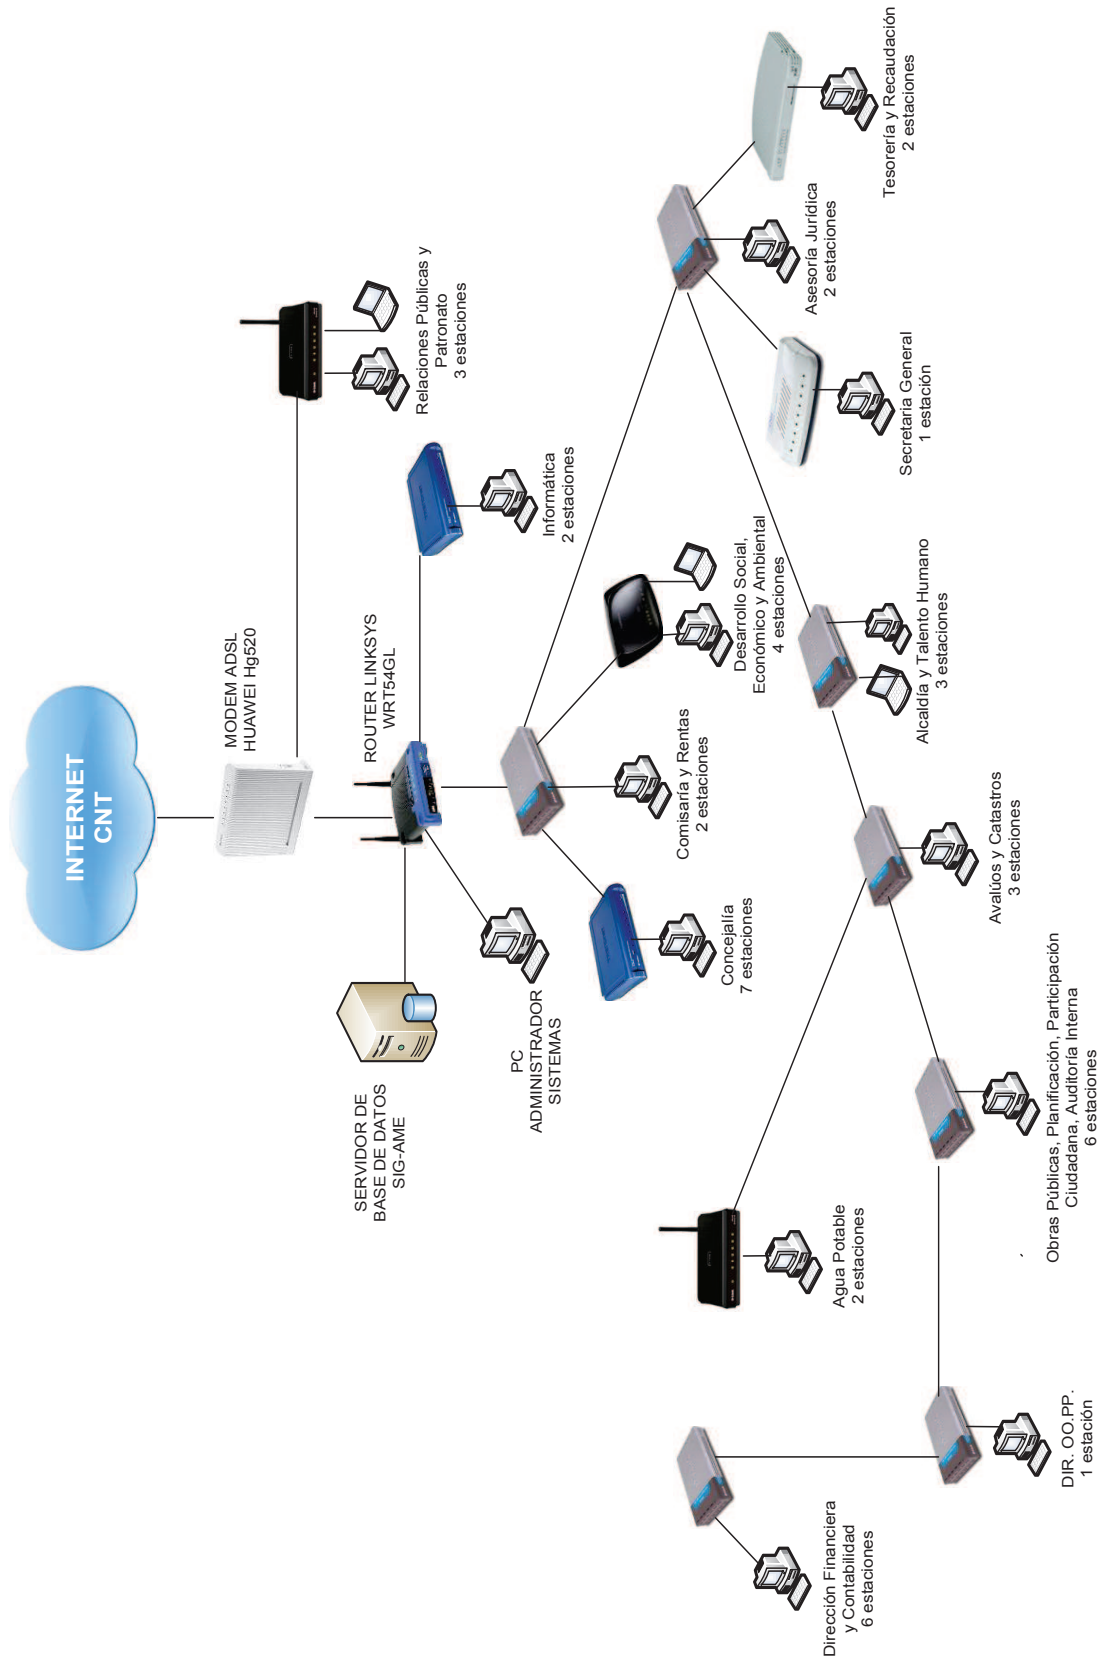 INTERNET
CNT
MODEM ADSL
HUAWEI Hg520
Relaciones Públicas y
Patronato
3 estaciones
ROUTER LINKSYS
WRT54GL
Informática
2 estaciones
SERVIDOR DE
BASE DE DATOS
SIG-AME
PC
ADMINISTRADOR
SISTEMAS
Concejalía
7 estaciones
Comisaría y Rentas
2 estaciones
Desarrollo Social,
Económico y Ambiental
4 estaciones
Tesorería y Recaudación
2 estaciones
Asesoría Jurídica
2 estaciones
Secretaria General
1 estación
Alcaldía y Talento Humano
3 estaciones
Avalúos y Catastros
3 estaciones
Agua Potable
2 estaciones
Obras Públicas, Planificación, Participación
Ciudadana, Auditoría Interna
6 estaciones
DIR. OO.PP.
1 estación
Dirección Financiera
y Contabilidad
6 estaciones